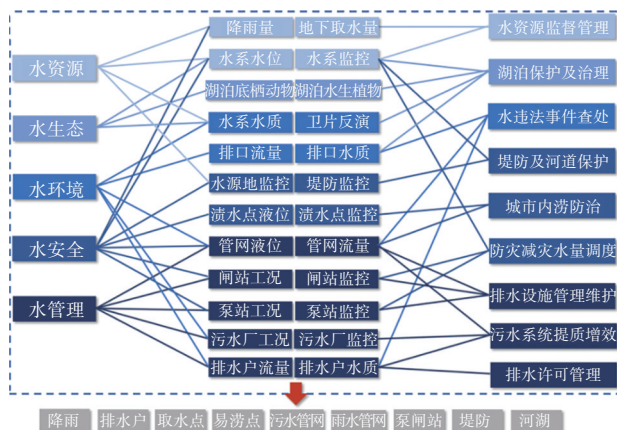 降雨量 地下取水量 水资源监督管理
水资源 水系水位 水系监控
湖泊底栖动物 湖泊水生植物 湖泊保护及治理
水生态 水系水质 卫片反演 水违法事件查处
排口流量 排口水质 堤防及河道保护
水环境 水源地监控 堤防监控
渍水点液位 渍水点监控 城市内涝防治
水安全 管网液位 管网流量 防灾减灾水量调度
闸站工况 闸站监控
水管理 泵站工况 泵站监控 排水设施管理维护
污水厂工况 污水厂监控 污水系统提质增效
排水户流量 排水户水质 排水许可管理
降雨 排水户 取水点 易涝点 污水管网 雨水管网 泵闸站 堤防 河湖